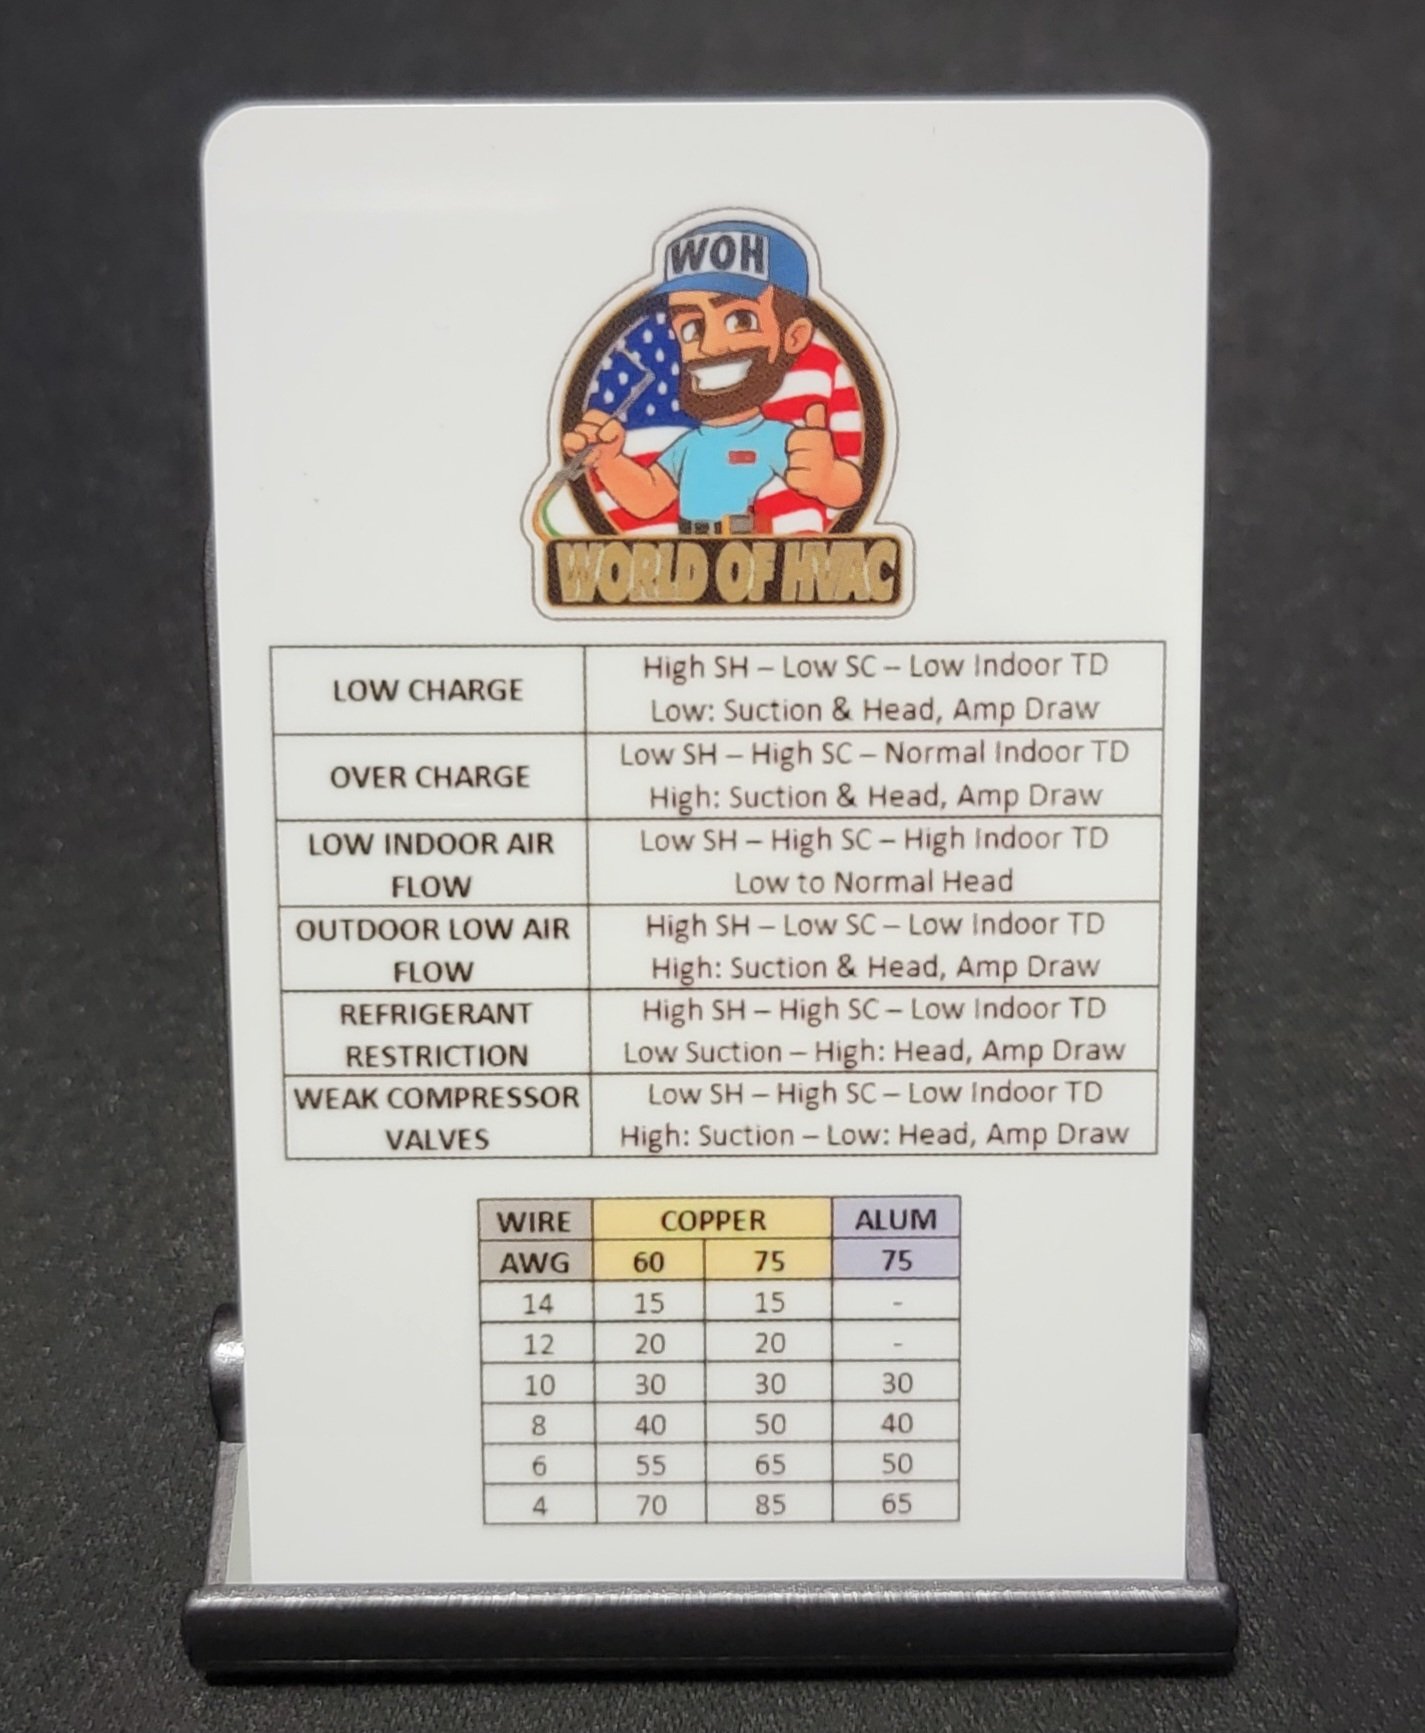 WOH
WORLD OF HVAC
LOW CHARGE
High SH – Low SC – Low Indoor TD
Low: Suction & Head, Amp Draw
OVER CHARGE
Low SH – High SC – Normal Indoor TD
High: Suction & Head, Amp Draw
LOW INDOOR AIR
FLOW
Low SH – High SC – High Indoor TD
Low to Normal Head
OUTDOOR LOW AIR
FLOW
High SH – Low SC – Low Indoor TD
High: Suction & Head, Amp Draw
REFRIGERANT
RESTRICTION
High SH – High SC – Low Indoor TD
Low Suction – High: Head, Amp Draw
WEAK COMPRESSOR
VALVES
Low SH – High SC – Low Indoor TD
High: Suction – Low: Head, Amp Draw
WIRE COPPER ALUM
AWG 60 75 75
14 15 15 -
12 20 20 -
10 30 30 30
8 40 50 40
6 55 65 50
4 70 85 65